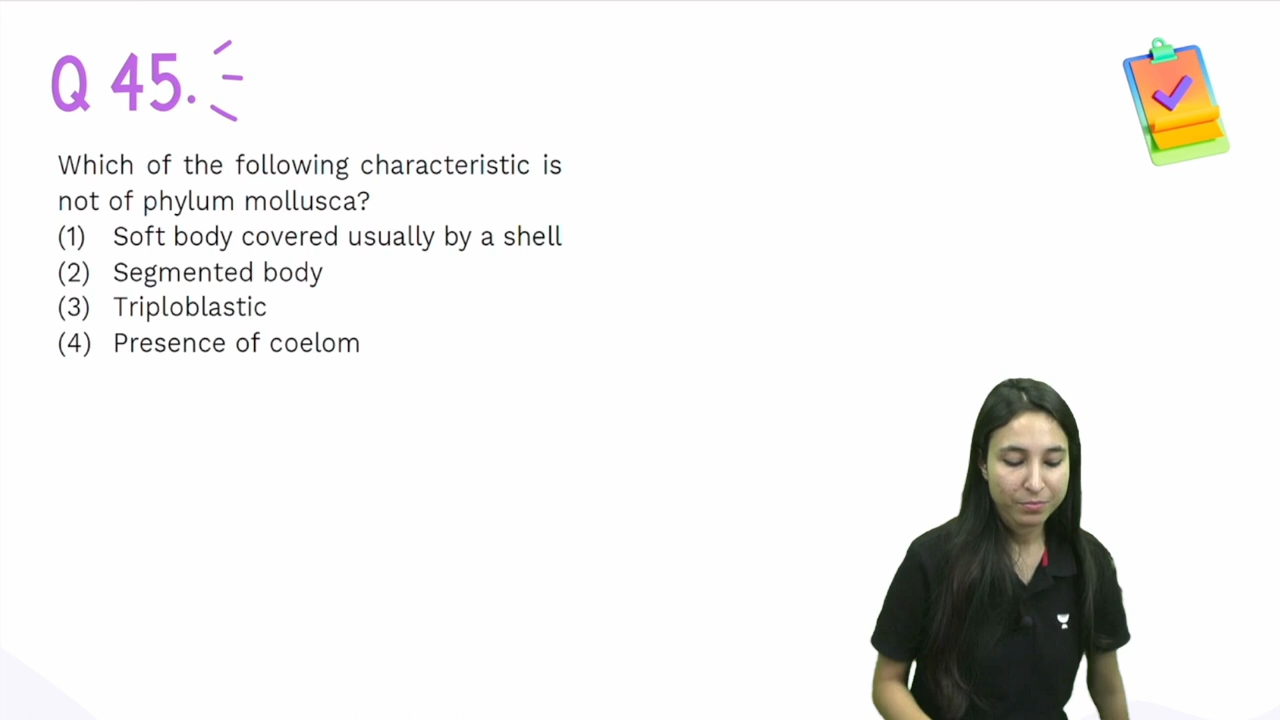 Q 45.
Which of the following characteristic is
not of phylum mollusca?
(1) Soft body covered usually by a shell
(2) Segmented body
(3) Triploblastic
(4) Presence of coelom